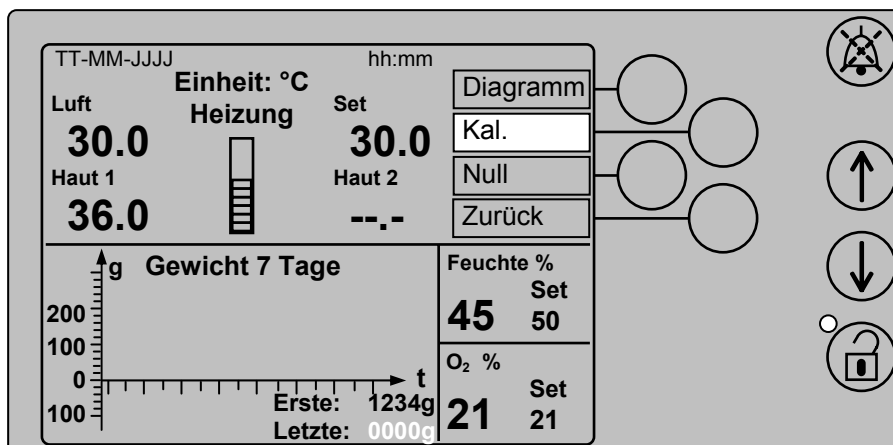 TT-MM-JJJJ hh:mm
Einheit: °C
Luft Heizung Set
30.0 30.0
Haut 1 Haut 2
36.0 --.-
Diagramm
Kal.
Null
Zurück
g Gewicht 7 Tage
200
100
0
100
t
Erste: 1234g
Letzte: 0000g
Feuchte %
Set
45 50
O₂ %
Set
21 21